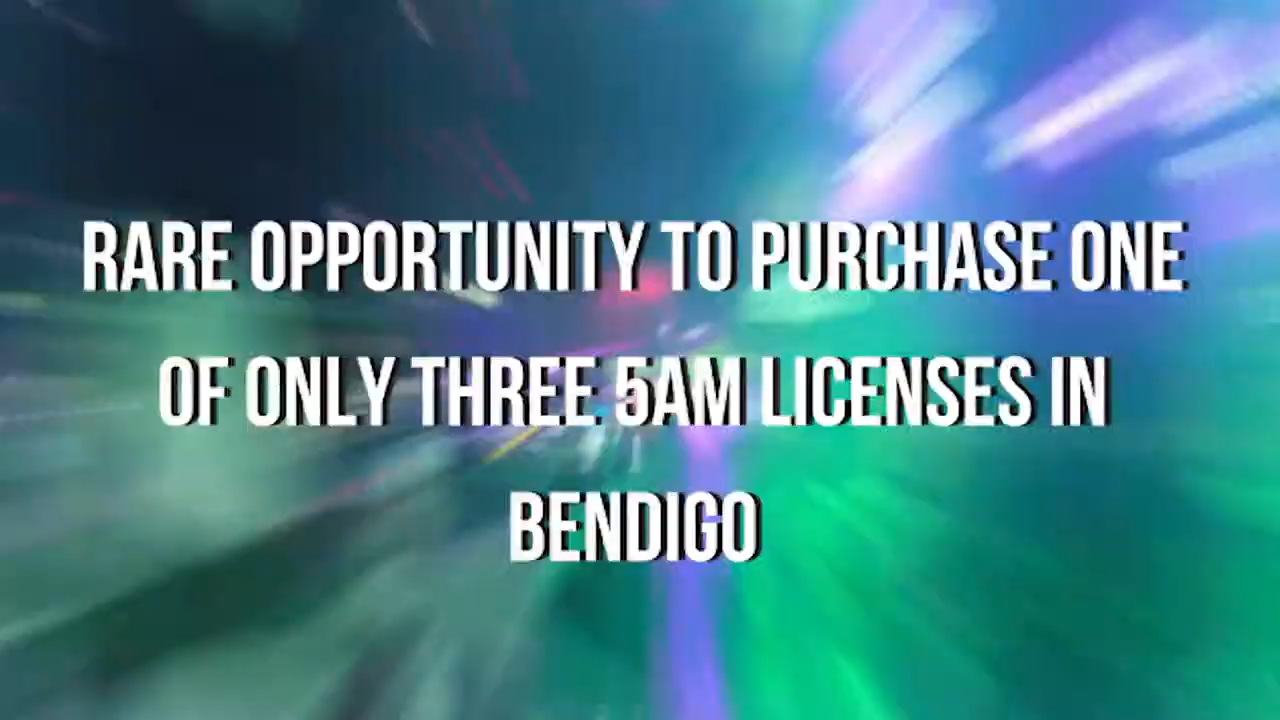 RARE OPPORTUNITY TO PURCHASE ONE
OF ONLY THREE 5AM LICENSES IN
BENDIGO